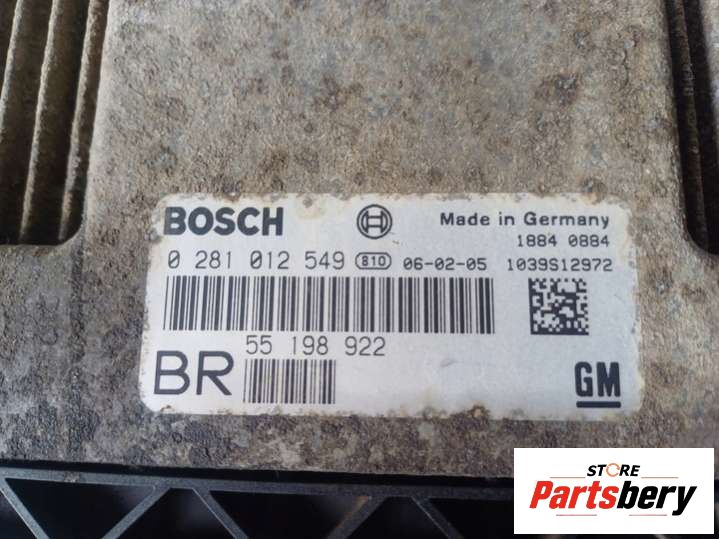 BOSCH
Made in Germany
1884 0884
0 281 012 549 810 06-02-05 1039S12972
55 198 922
BR
GM
STORE
Partsbery